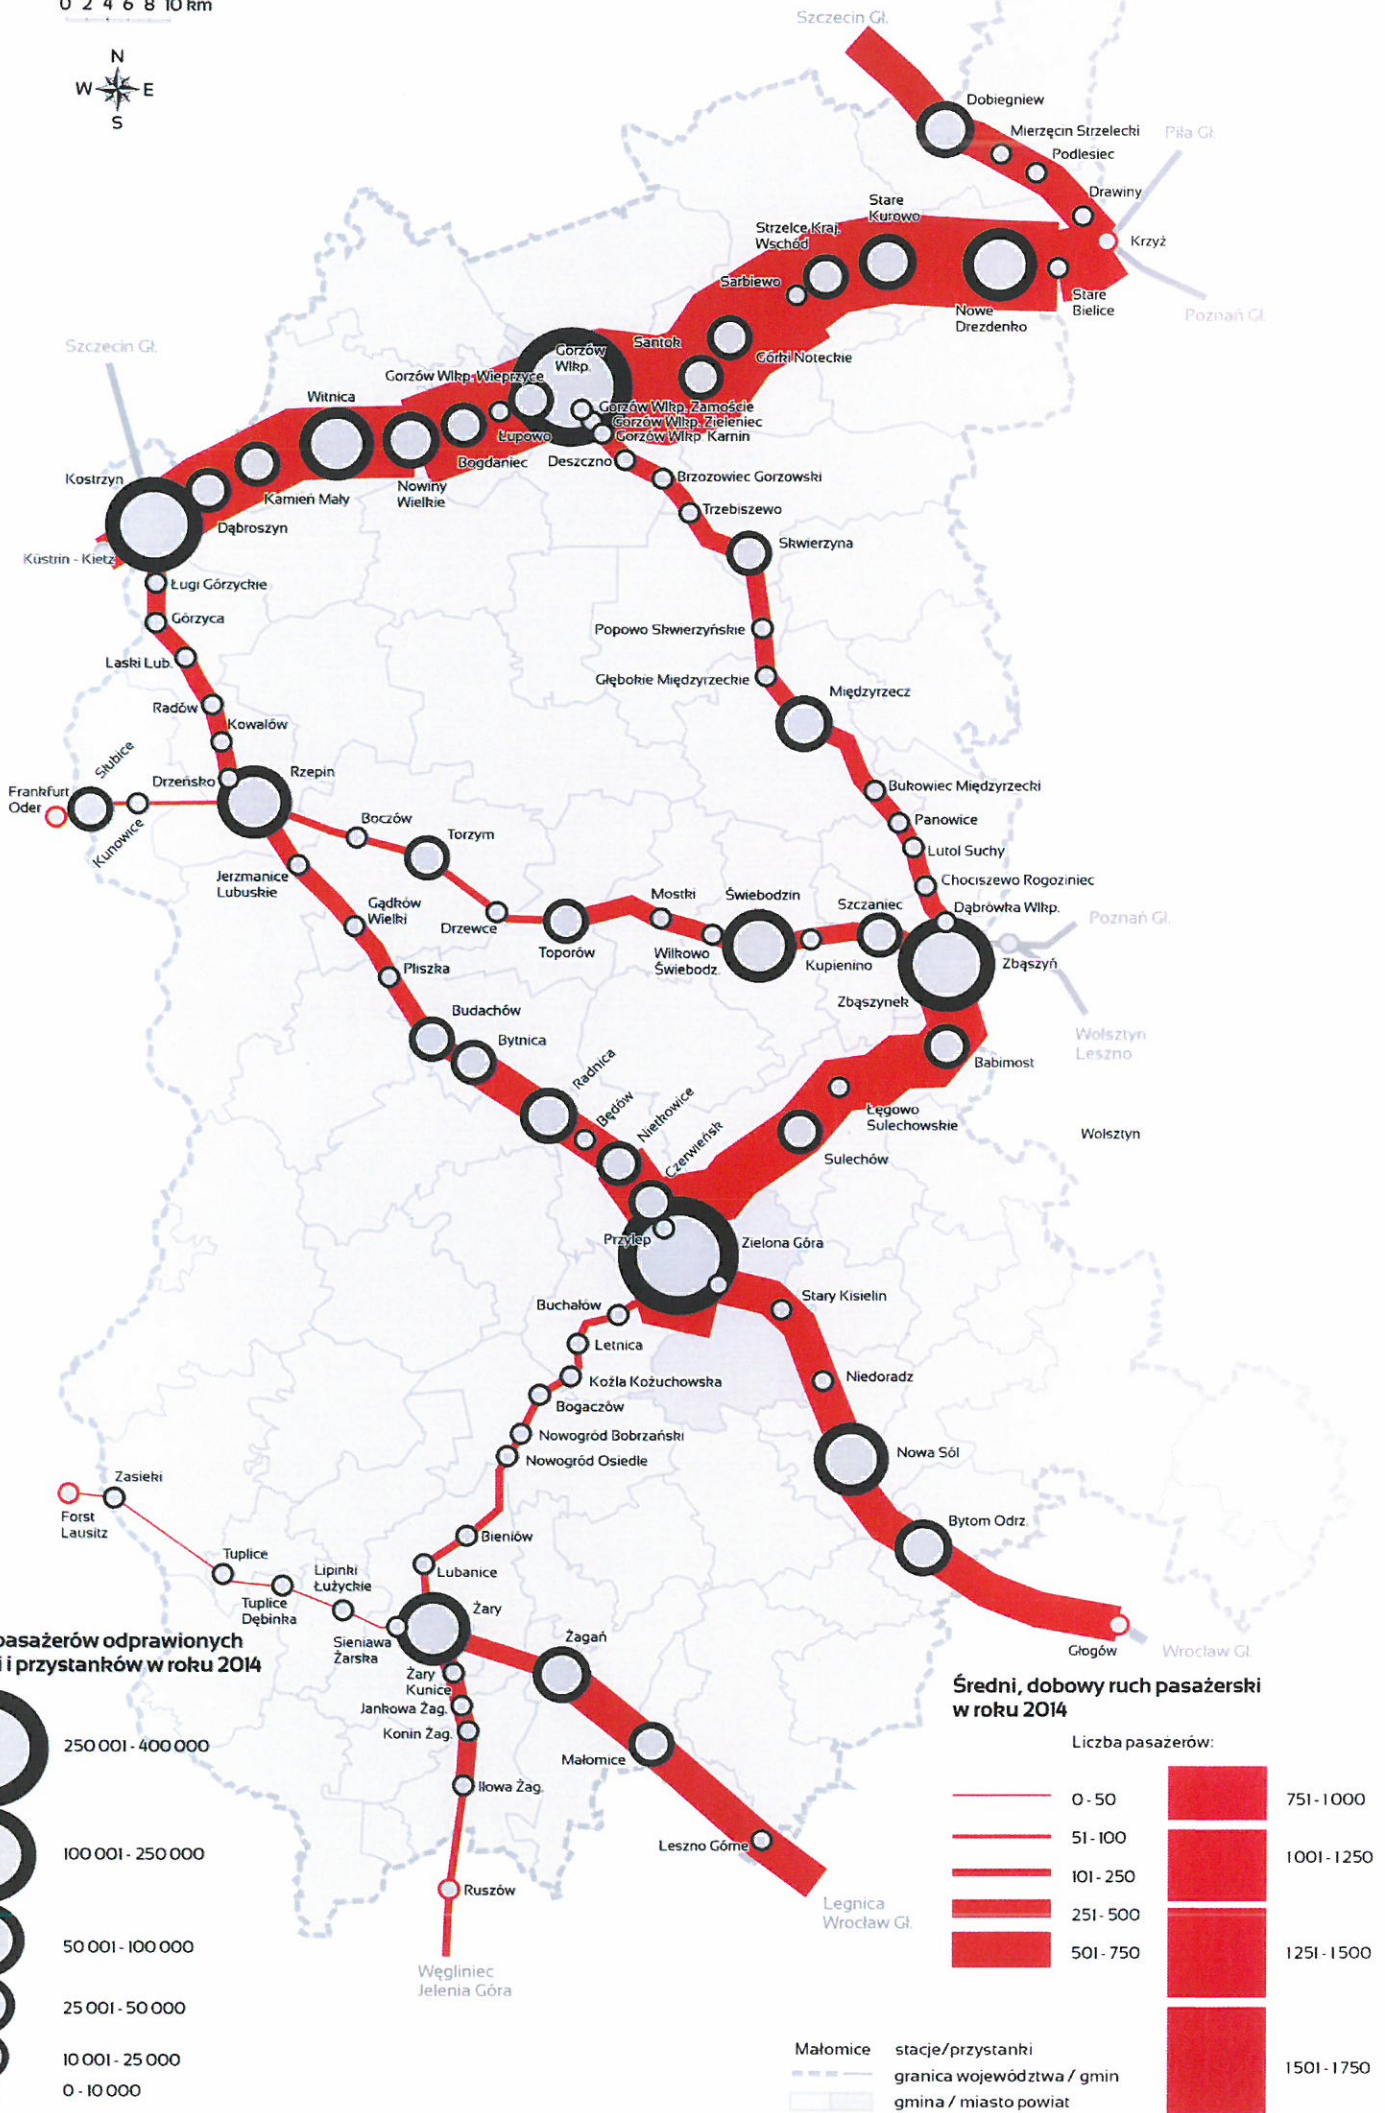 0 2 4 6 8 10 km
N
W E
S
Szczecin Gł.
Dobiegniew
Mierzęcin Strzelecki
Piła Gł.
Podlesiec
Drawiny
Stare
Kurowo
Strzelce Kraj.
Wschód
Krzyż
Sarbiewo
Stare
Bielice
Nowe
Drezdenko
Poznań Gł.
Szczecin Gł.
Santok
Górki Noteckie
Gorzów
Wlkp.
Gorzów Wlkp. Wieprzyce
Witnica
Gorzów Wlkp. Zamoście
Gorzów Wlkp. Zieleniec
Gorzów Wlkp. Karnin
Łupowo
Bogdaniec
Deszczno
Kostrzyn
Kamień Mały
Nowiny
Wielkie
Brzozowiec Gorzowski
Trzebiszewo
Dąbroszyn
Skwierzyna
Küstrin - Kietz
Ługi Górzyckie
Górzyca
Popowo Skwierzyńskie
Laski Lub.
Głębokie Międzyrzeckie
Międzyrzecz
Radów
Kowalów
Słubice
Drzeńsko
Rzepin
Bukowiec Międzyrzecki
Frankfurt
Oder
Kunowice
Boczów
Torzym
Panowice
Lutol Suchy
Jerzmanice
Lubuskie
Chociszewo Rogoziniec
Gądków
Wielki
Mostki
Świebodzin
Szczaniec
Dąbrówka Wlkp.
Poznań Gł.
Drzewce
Toporów
Wilkowo
Świebodz.
Kupienino
Zbąszyń
Pliszka
Zbąszynek
Budachów
Bytnica
Wolsztyn
Leszno
Babimost
Radnica
Będów
Nietkowice
Czerwieńsk
Łęgowo
Sulechowskie
Wolsztyn
Sulechów
Przylep
Zielona Góra
Buchałów
Stary Kisielin
Letnica
Niedoradz
Koźla Kożuchowska
Bogaczów
Nowogród Bobrzański
Nowogród Osiedle
Nowa Sól
Zasieki
Forst
Lausitz
Bytom Odrz.
Bieniów
Tuplice
Lubanice
Lipinki
Łużyckie
Tuplice
Dębinka
Żary
Sieniawa
Żarska
Żagań
Głogów
Wrocław Gł.
pasażerów odprawionych
i i przystanków w roku 2014
Żary
Kunice
Jankowa Żag.
Konin Żag.
Małomice
Iłowa Żag.
Leszno Górne
Ruszów
Legnica
Wrocław Gł.
Węgliniec
Jelenia Góra
250 001 - 400 000
100 001 - 250 000
50 001 - 100 000
25 001 - 50 000
10 001 - 25 000
0 - 10 000
Średni, dobowy ruch pasażerski
w roku 2014
Liczba pasażerów:
0 - 50
51 - 100
101 - 250
251 - 500
501 - 750
751 - 1000
1001 - 1250
1251 - 1500
1501 - 1750
Małomice stacje/przystanki
granica województwa / gmin
gmina / miasto powiat